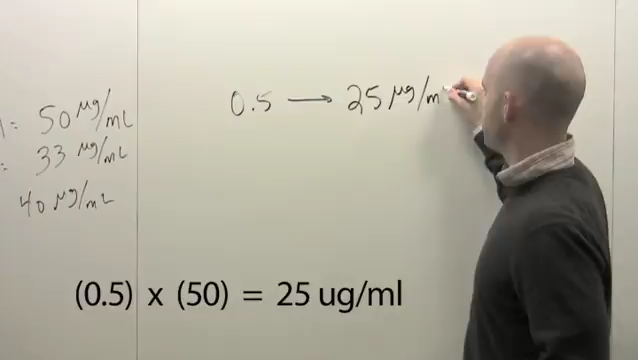 : 50 μg/mL
= 33 μg/mL
40 μg/mL
0.5 → 25 μg/m
(0.5) x (50) = 25 ug/ml